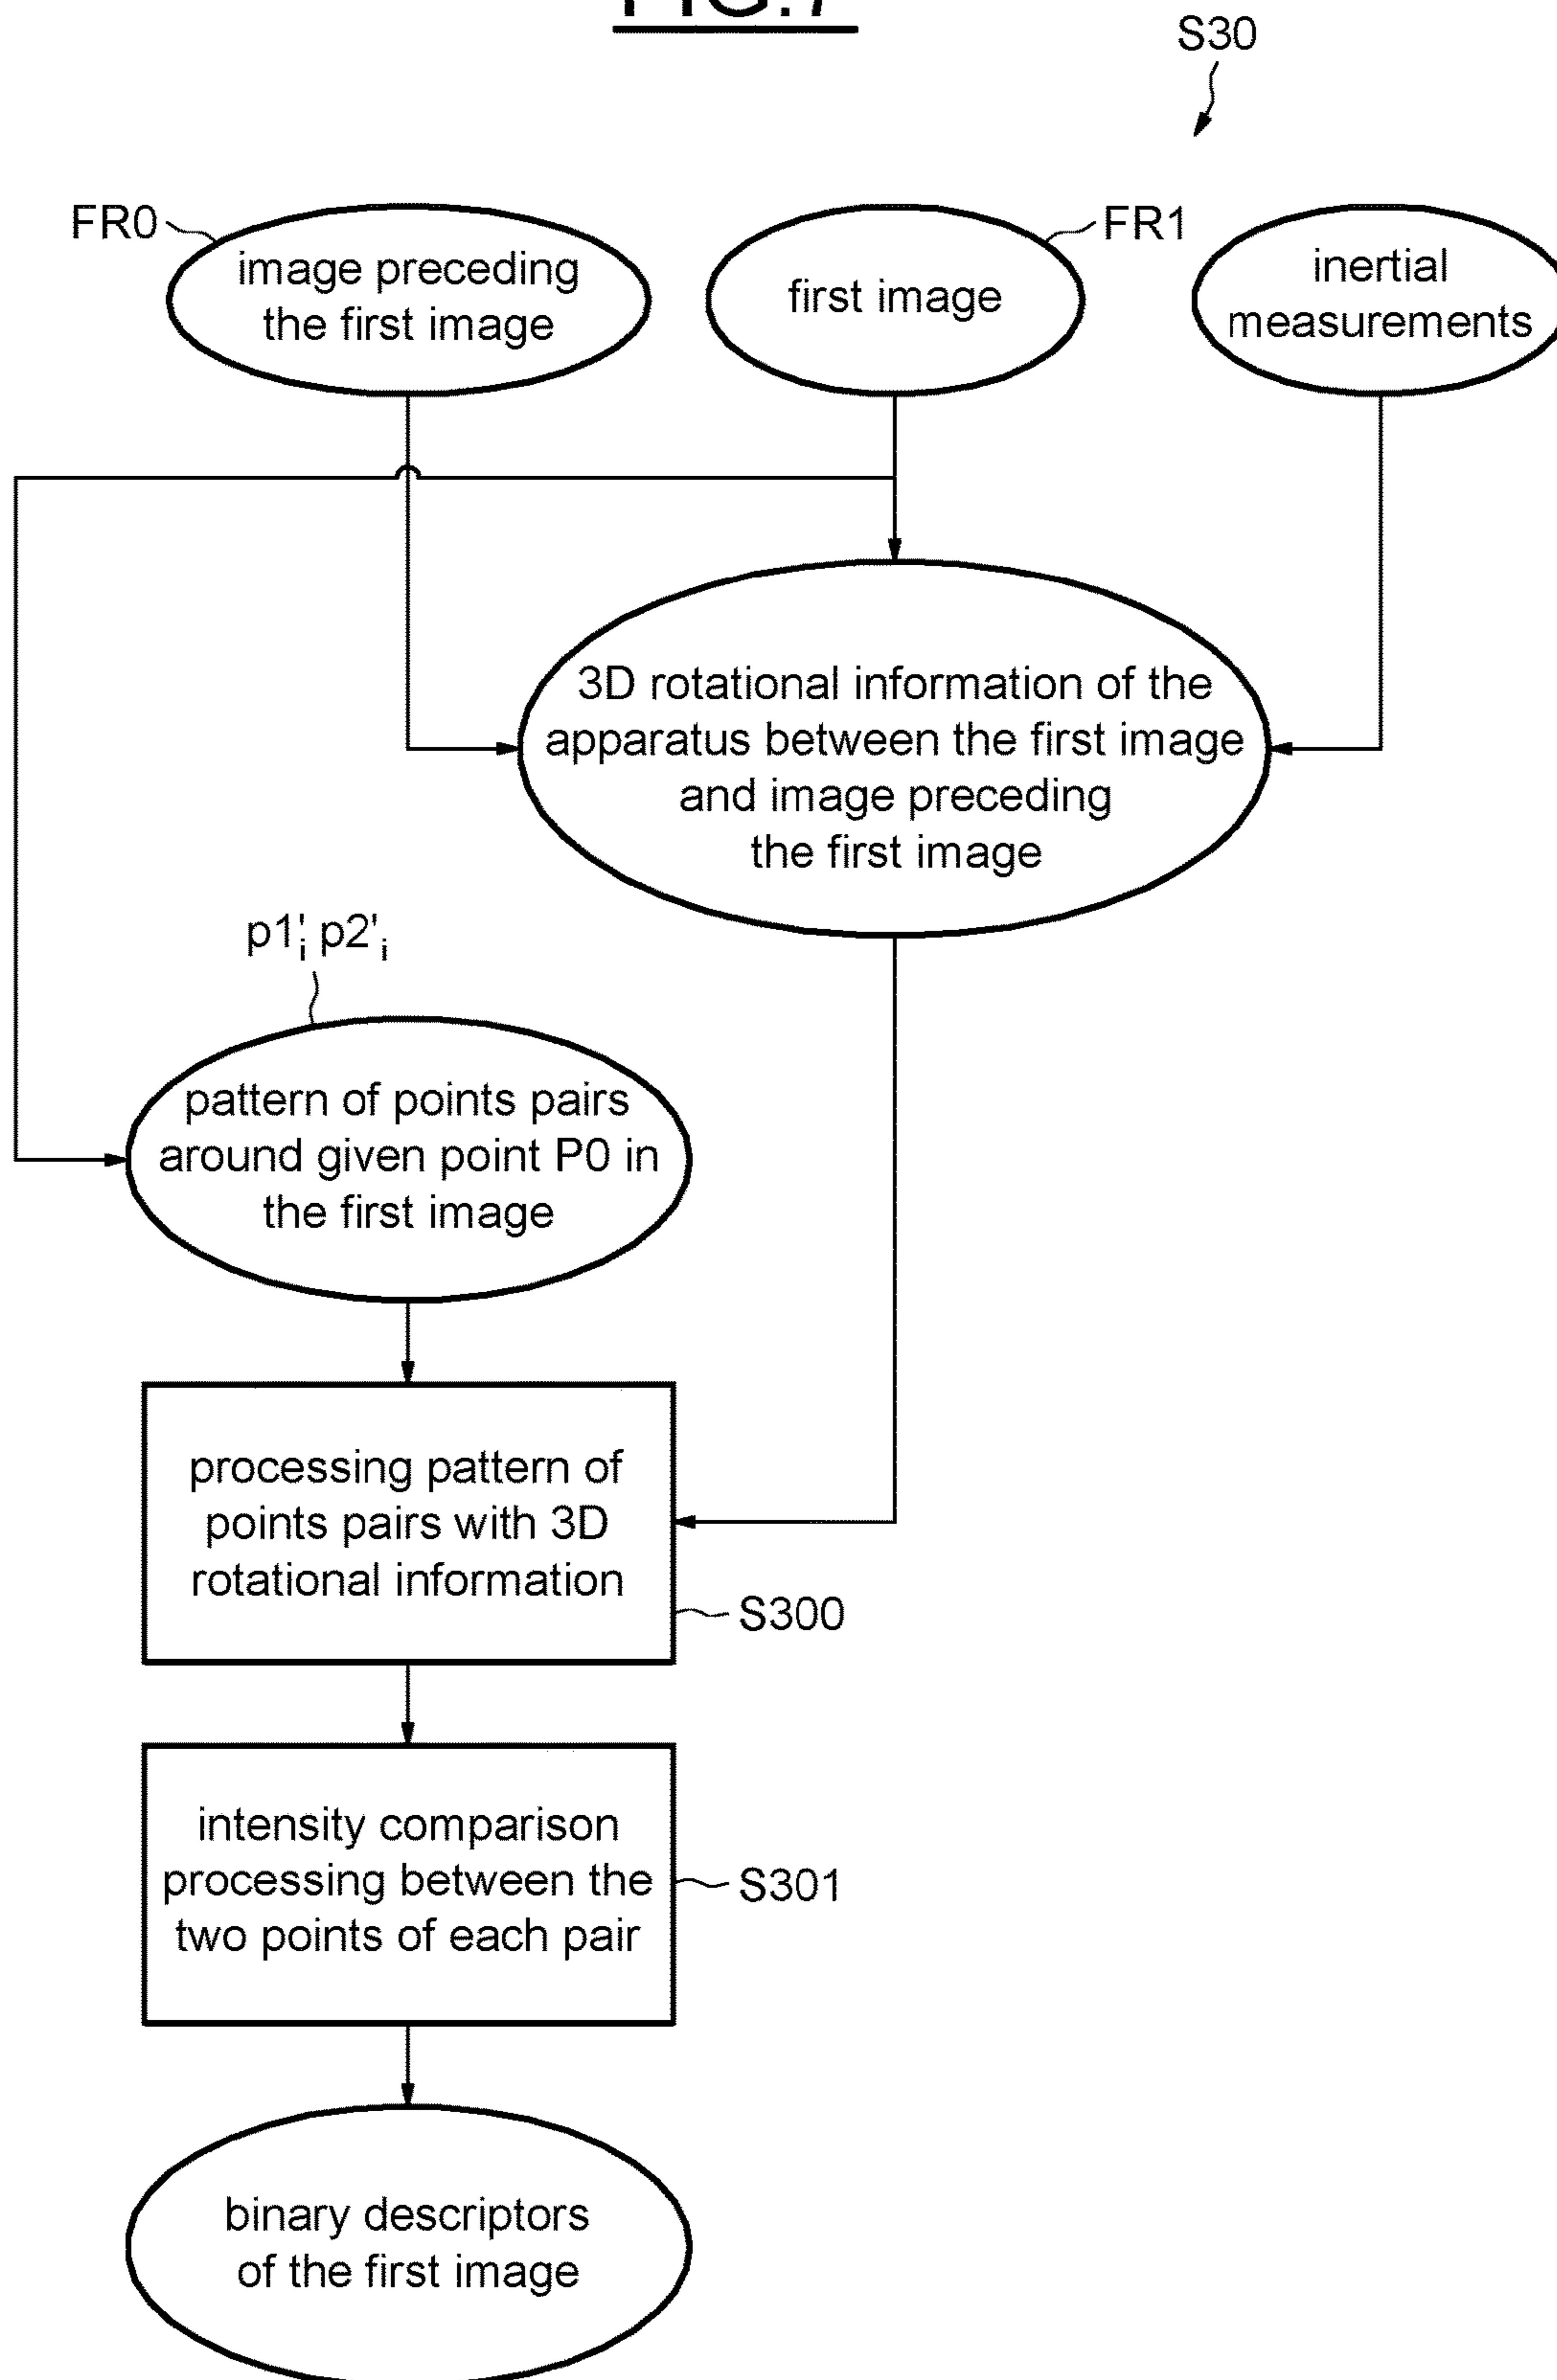 FIG.7
S30
FR0
image preceding
the first image
first image
FR1
inertial
measurements
3D rotational information of the
apparatus between the first image
and image preceding
the first image
p1'i p2'i
pattern of points pairs
around given point P0 in
the first image
processing pattern of
points pairs with 3D
rotational information
S300
intensity comparison
processing between the
two points of each pair
S301
binary descriptors
of the first image